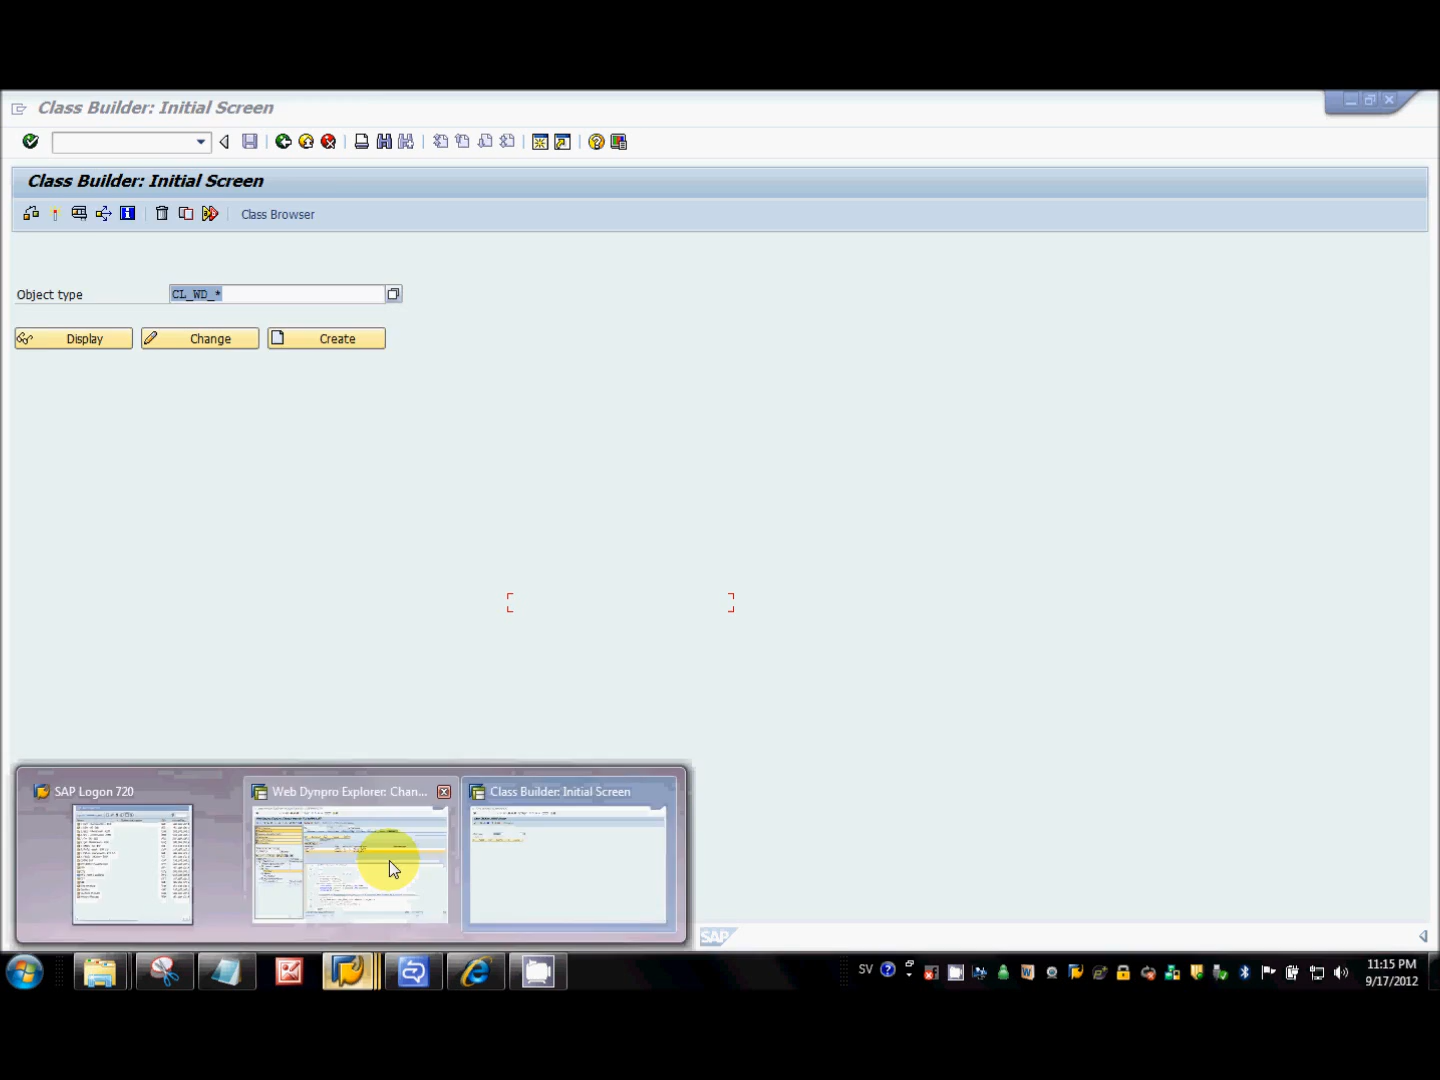 Class Builder: Initial Screen
Class Builder: Initial Screen
Class Browser
Object type
CL_WD_*
Display
Change
Create
SAP Logon 720
Web Dynpro Explorer: Chan...
Class Builder: Initial Screen
SAP
SV
11:15 PM
9/17/2012